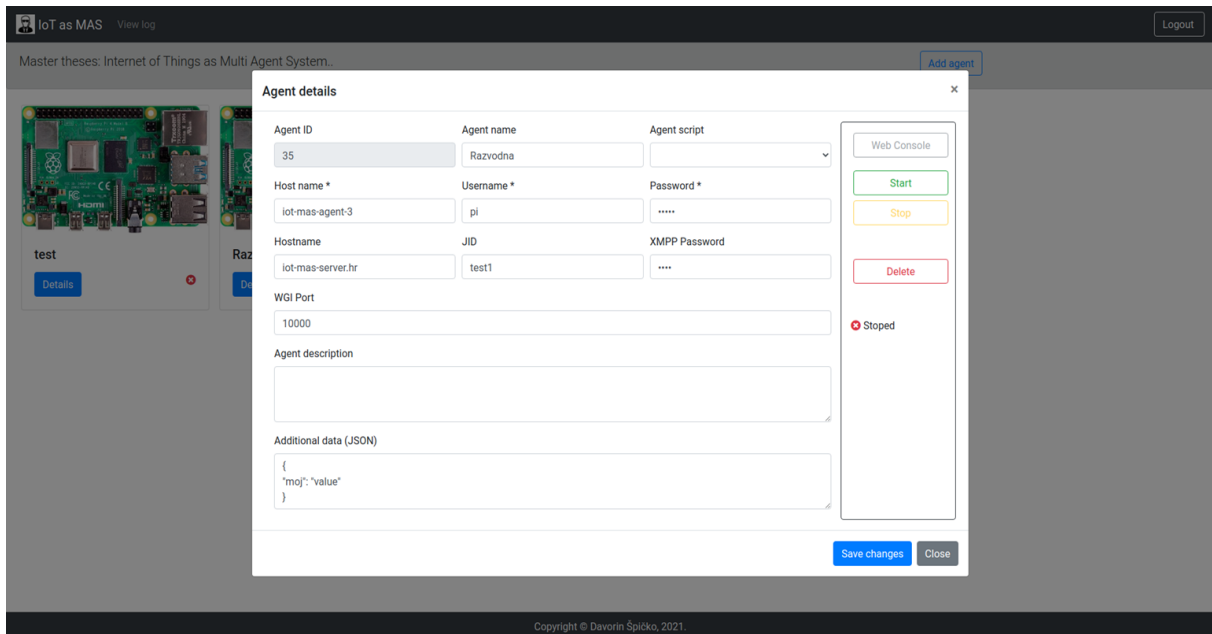 IoT as MAS View log Logout
Master theses: Internet of Things as Multi Agent System..
Add agent
Agent details ×
Agent ID Agent name Agent script
35 Razvodna
Host name * Username * Password *
iot-mas-agent-3 pi •••••
Hostname JID XMPP Password
iot-mas-server.hr test1 ••••
WGI Port
10000
Agent description
Additional data (JSON)
{
"moj": "value"
}
Web Console
Start
Stop
Delete
Stoped
Save changes Close
HDMI
test
Details
Raz
De
Copyright © Davorin Špičko, 2021.